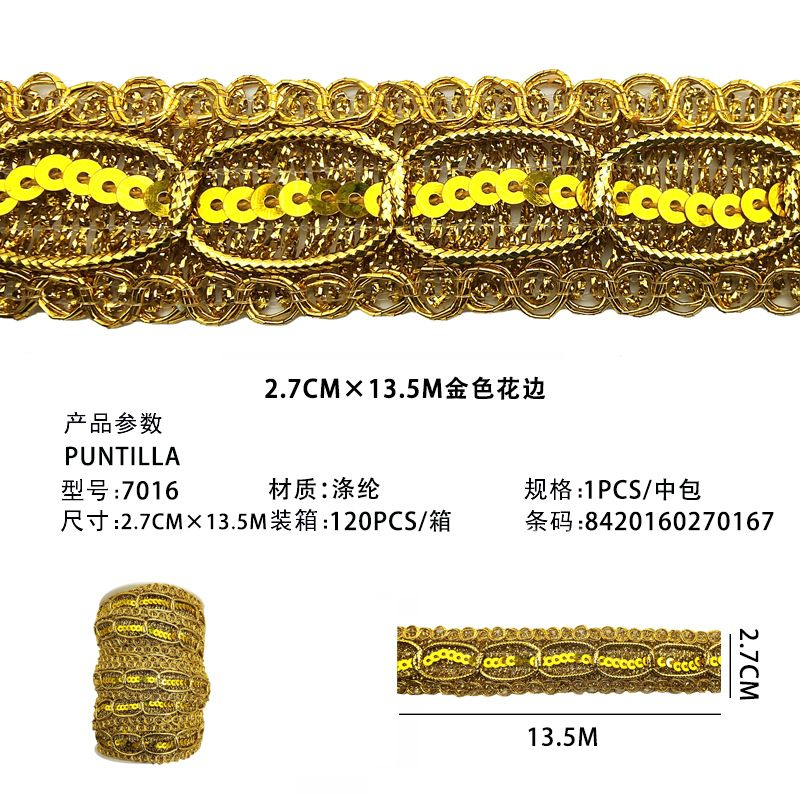 2.7CM×13.5M金色花边
产品参数
PUNTILLA
型号:7016 材质:涤纶 规格:1PCS/中包
尺寸:2.7CM×13.5M 装箱:120PCS/箱 条码:8420160270167
2.7CM
13.5M